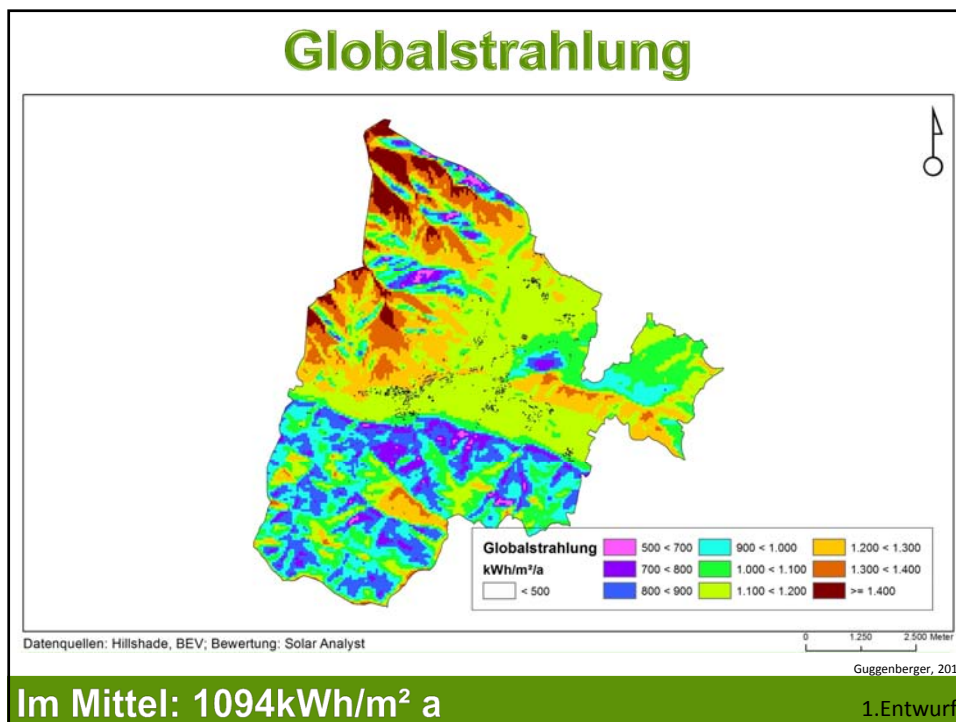 Globalstrahlung
Globalstrahlung
kWh/m²/a
< 500
500 < 700
700 < 800
800 < 900
900 < 1.000
1.000 < 1.100
1.100 < 1.200
1.200 < 1.300
1.300 < 1.400
>= 1.400
Datenquellen: Hillshade, BEV; Bewertung: Solar Analyst
0 1.250 2.500 Meter
Guggenberger, 201
Im Mittel: 1094kWh/m² a
1.Entwurf